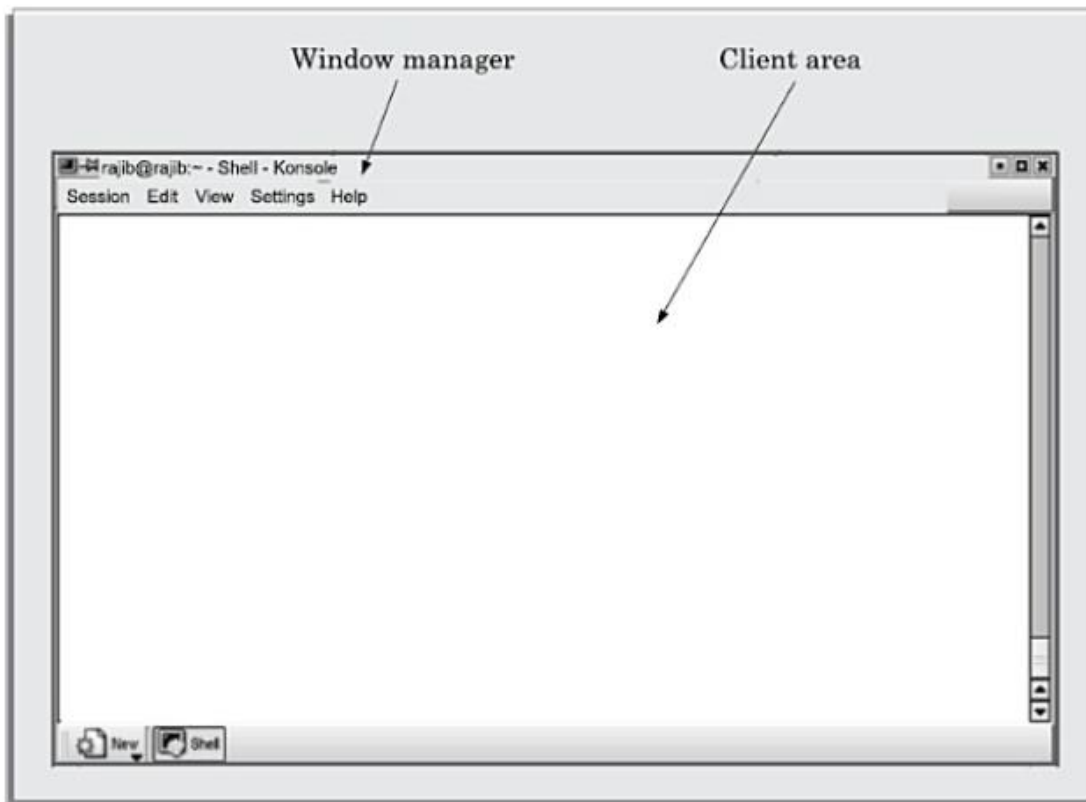 Window manager Client area
rajib@rajib:~ - Shell - Konsole
Session Edit View Settings Help
New Shell